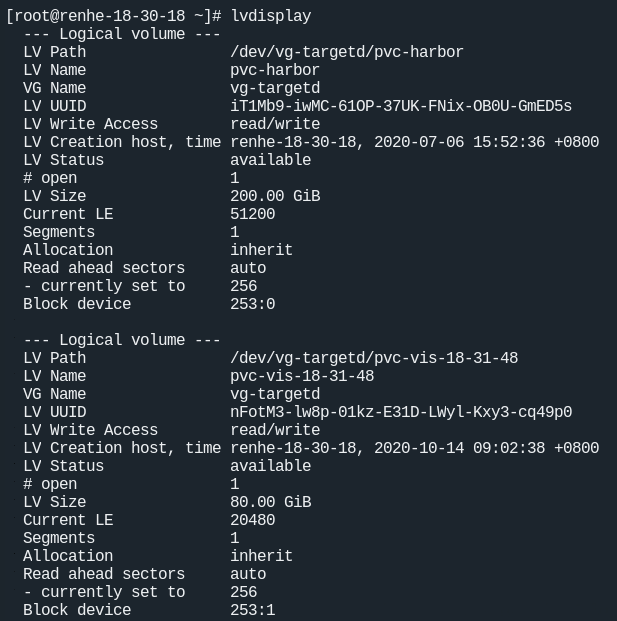 [root@renhe-18-30-18 ~]# lvdisplay
  --- Logical volume ---
  LV Path                /dev/vg-targetd/pvc-harbor
  LV Name                pvc-harbor
  VG Name                vg-targetd
  LV UUID                iT1Mb9-iwMC-61OP-37UK-FNix-OB0U-GmED5s
  LV Write Access        read/write
  LV Creation host, time renhe-18-30-18, 2020-07-06 15:52:36 +0800
  LV Status              available
  # open                 1
  LV Size                200.00 GiB
  Current LE             51200
  Segments               1
  Allocation             inherit
  Read ahead sectors     auto
  - currently set to     256
  Block device           253:0

  --- Logical volume ---
  LV Path                /dev/vg-targetd/pvc-vis-18-31-48
  LV Name                pvc-vis-18-31-48
  VG Name                vg-targetd
  LV UUID                nFotM3-lw8p-01kz-E31D-LWyl-Kxy3-cq49p0
  LV Write Access        read/write
  LV Creation host, time renhe-18-30-18, 2020-10-14 09:02:38 +0800
  LV Status              available
  # open                 1
  LV Size                80.00 GiB
  Current LE             20480
  Segments               1
  Allocation             inherit
  Read ahead sectors     auto
  - currently set to     256
  Block device           253:1